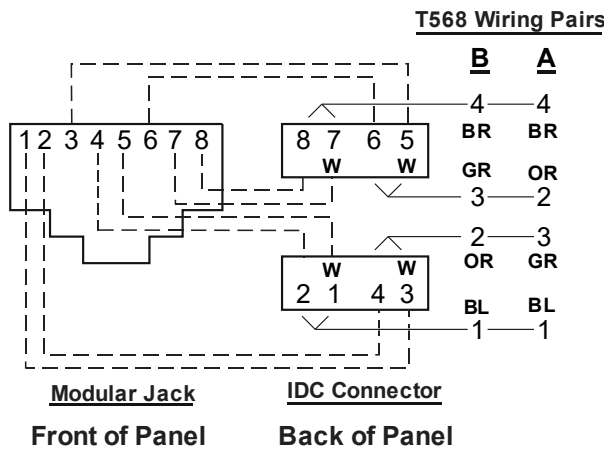 T568 Wiring Pairs
B A
4 4
BR BR
1 2 3 4 5 6 7 8
8 7 6 5
W W
GR OR
3 2
2 3
OR GR
W W
2 1 4 3
BL BL
1 1
Modular Jack IDC Connector
Front of Panel Back of Panel